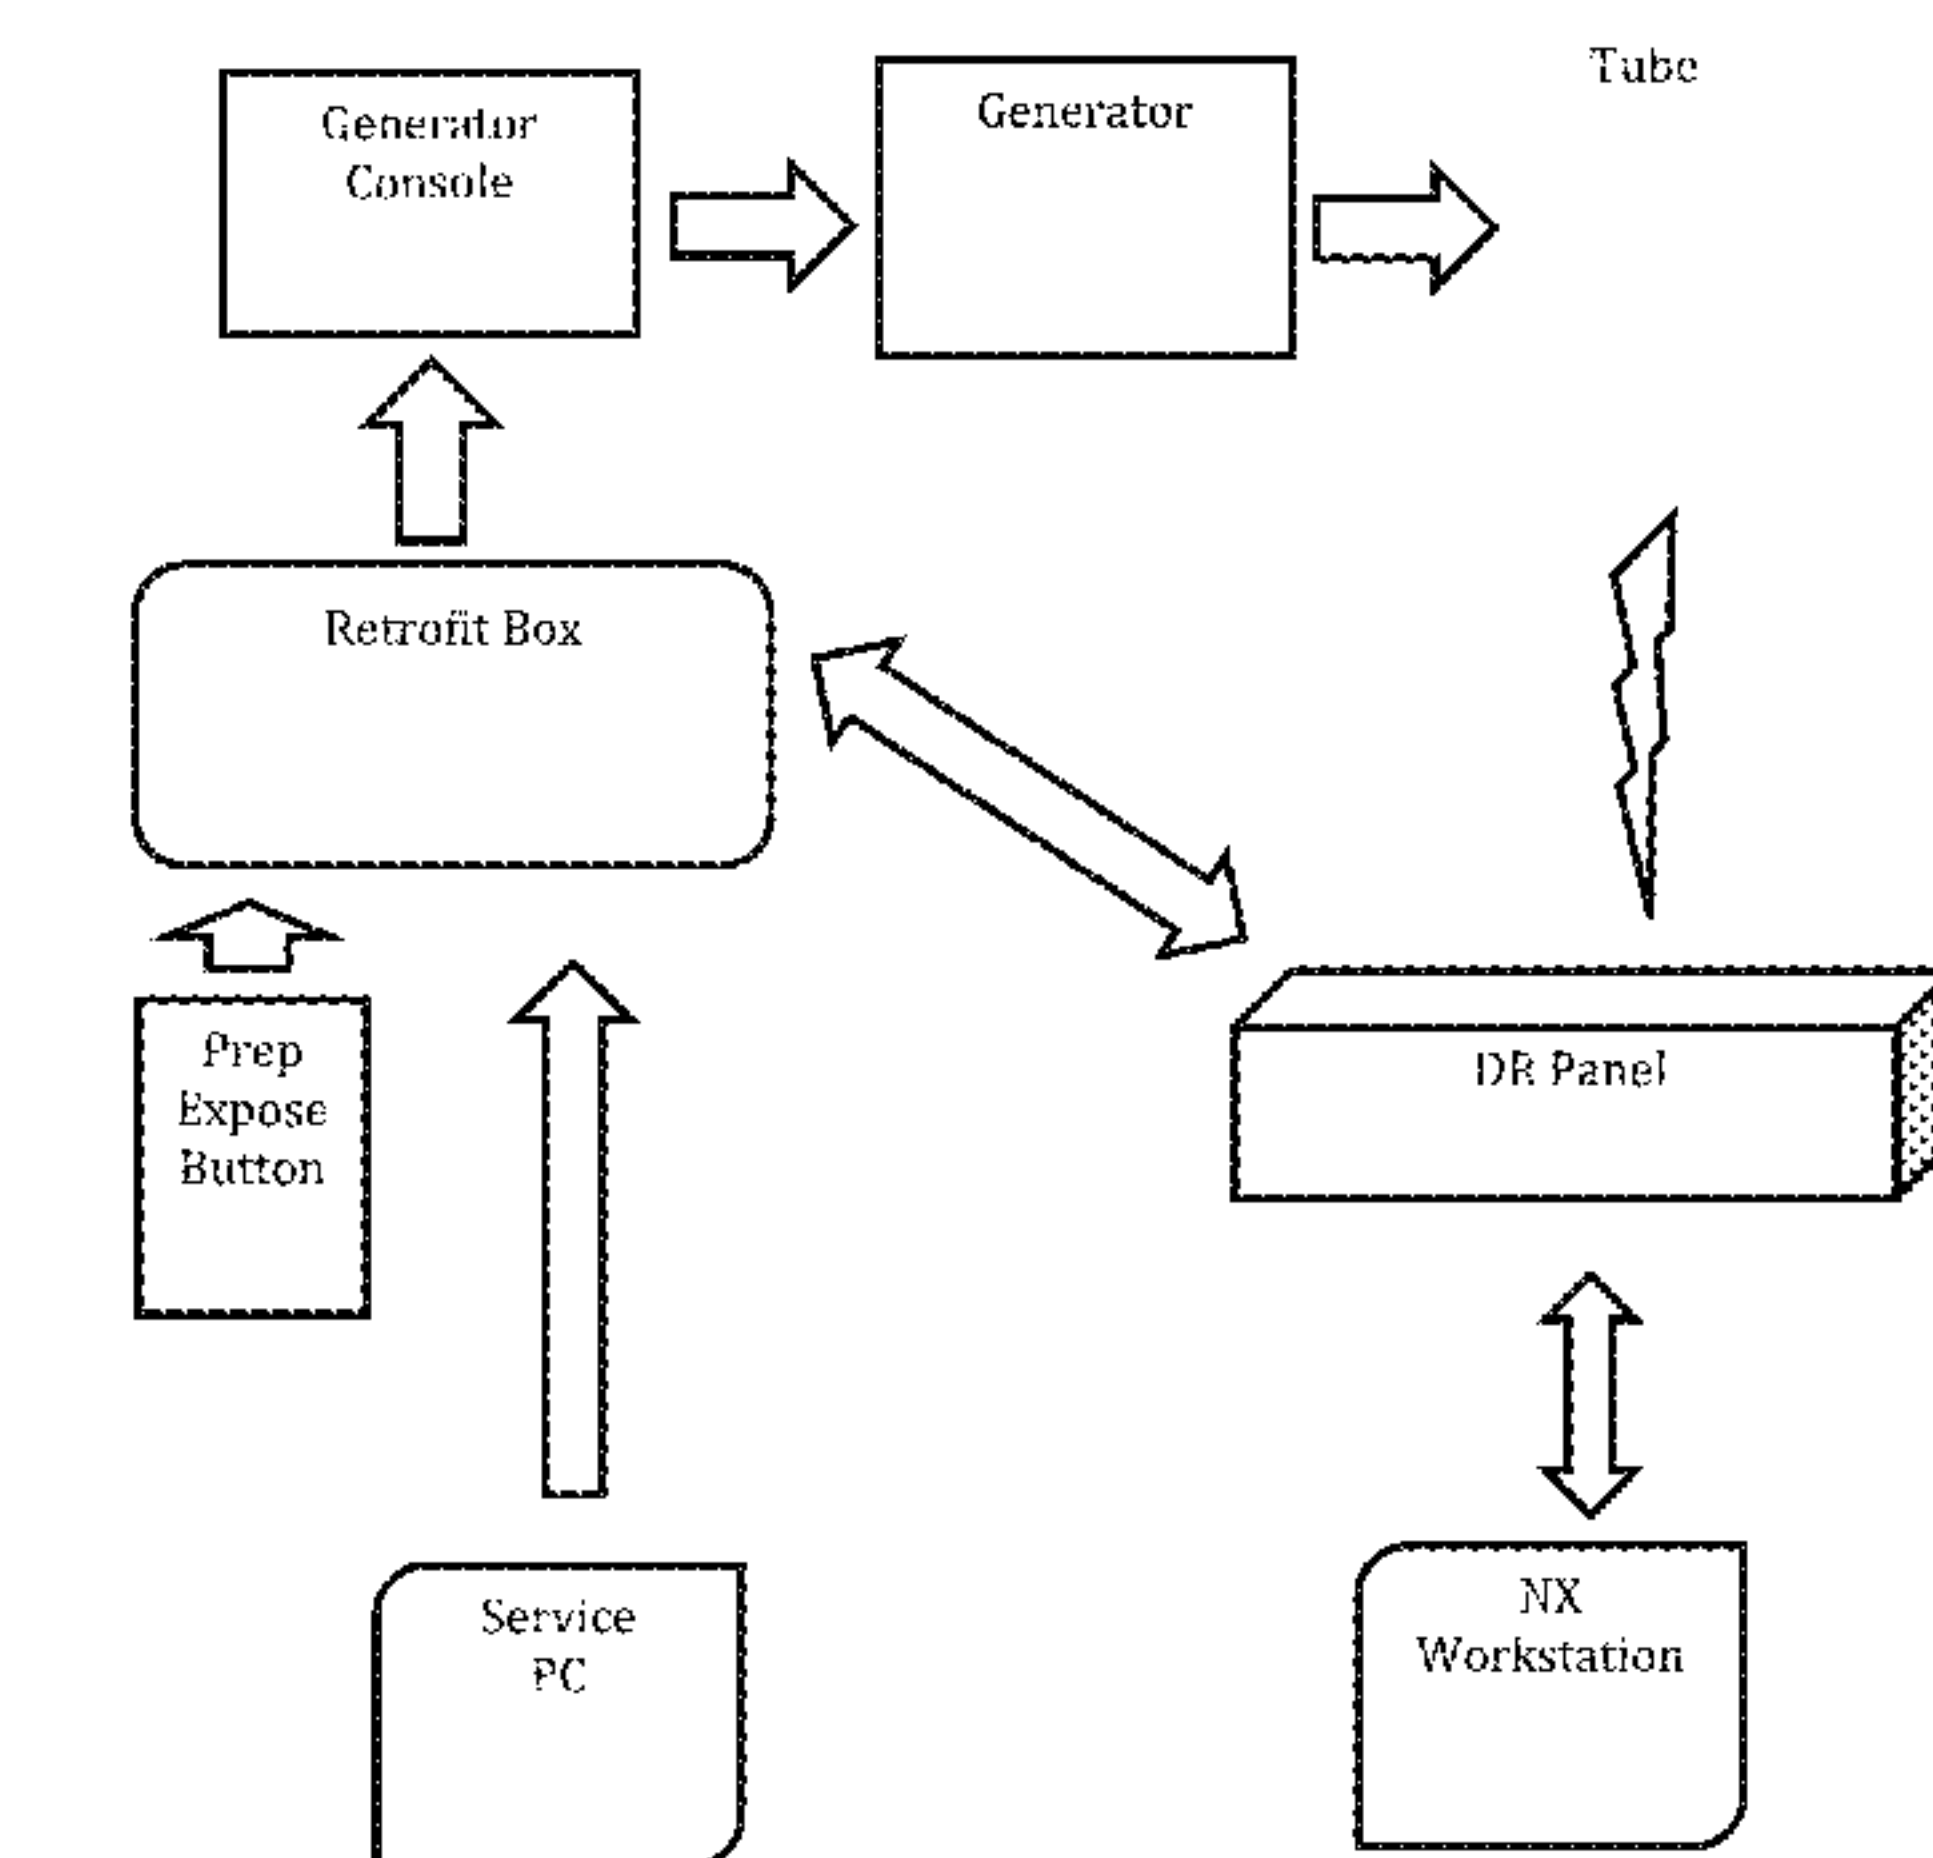 Generator
Console
Generator
Tube
Retrofit Box
Prep
Expose
Button
DR Panel
Service
PC
NX
Workstation